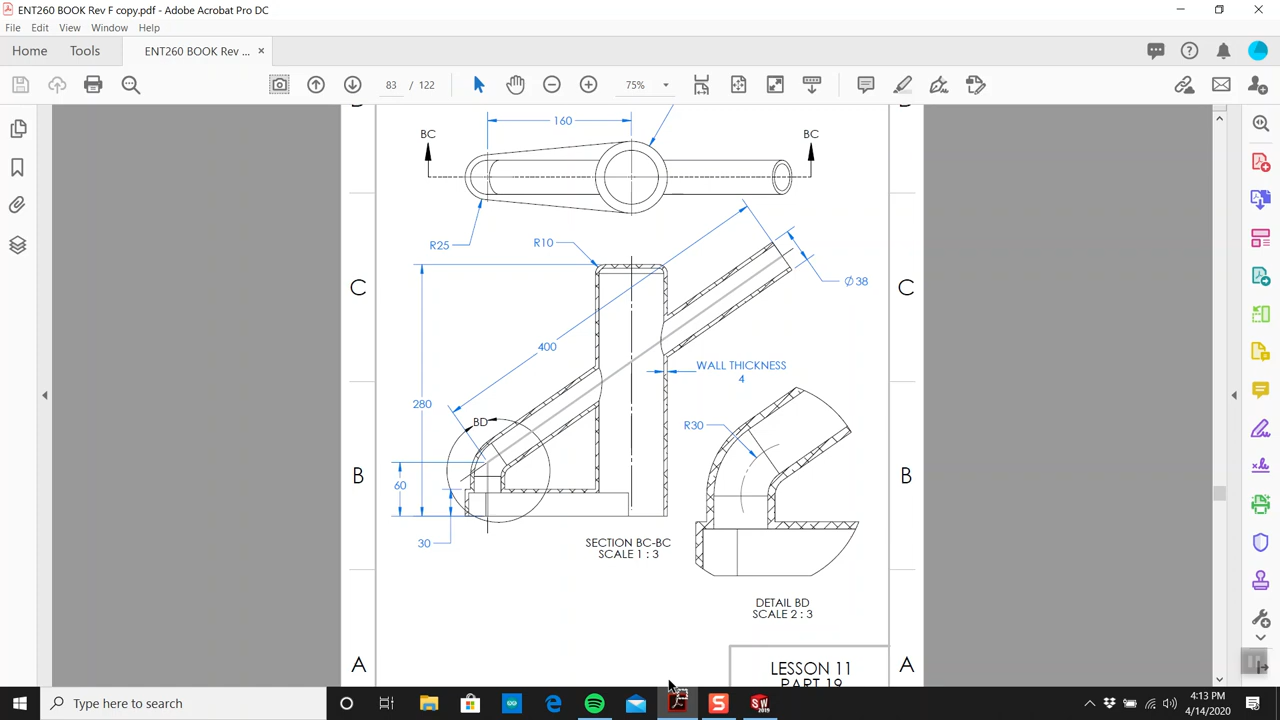 ENT260 BOOK Rev F copy.pdf - Adobe Acrobat Pro DC
File Edit View Window Help
Home Tools ENT260 BOOK Rev ... ×
83 / 122 75%
160
BC BC
R25 R10
Ø 38
C C
400
WALL THICKNESS
4
280
BD
R30
B B
60
30
SECTION BC-BC
SCALE 1 : 3
DETAIL BD
SCALE 2 : 3
A LESSON 11 A
PART 19
Type here to search
4:13 PM
4/14/2020